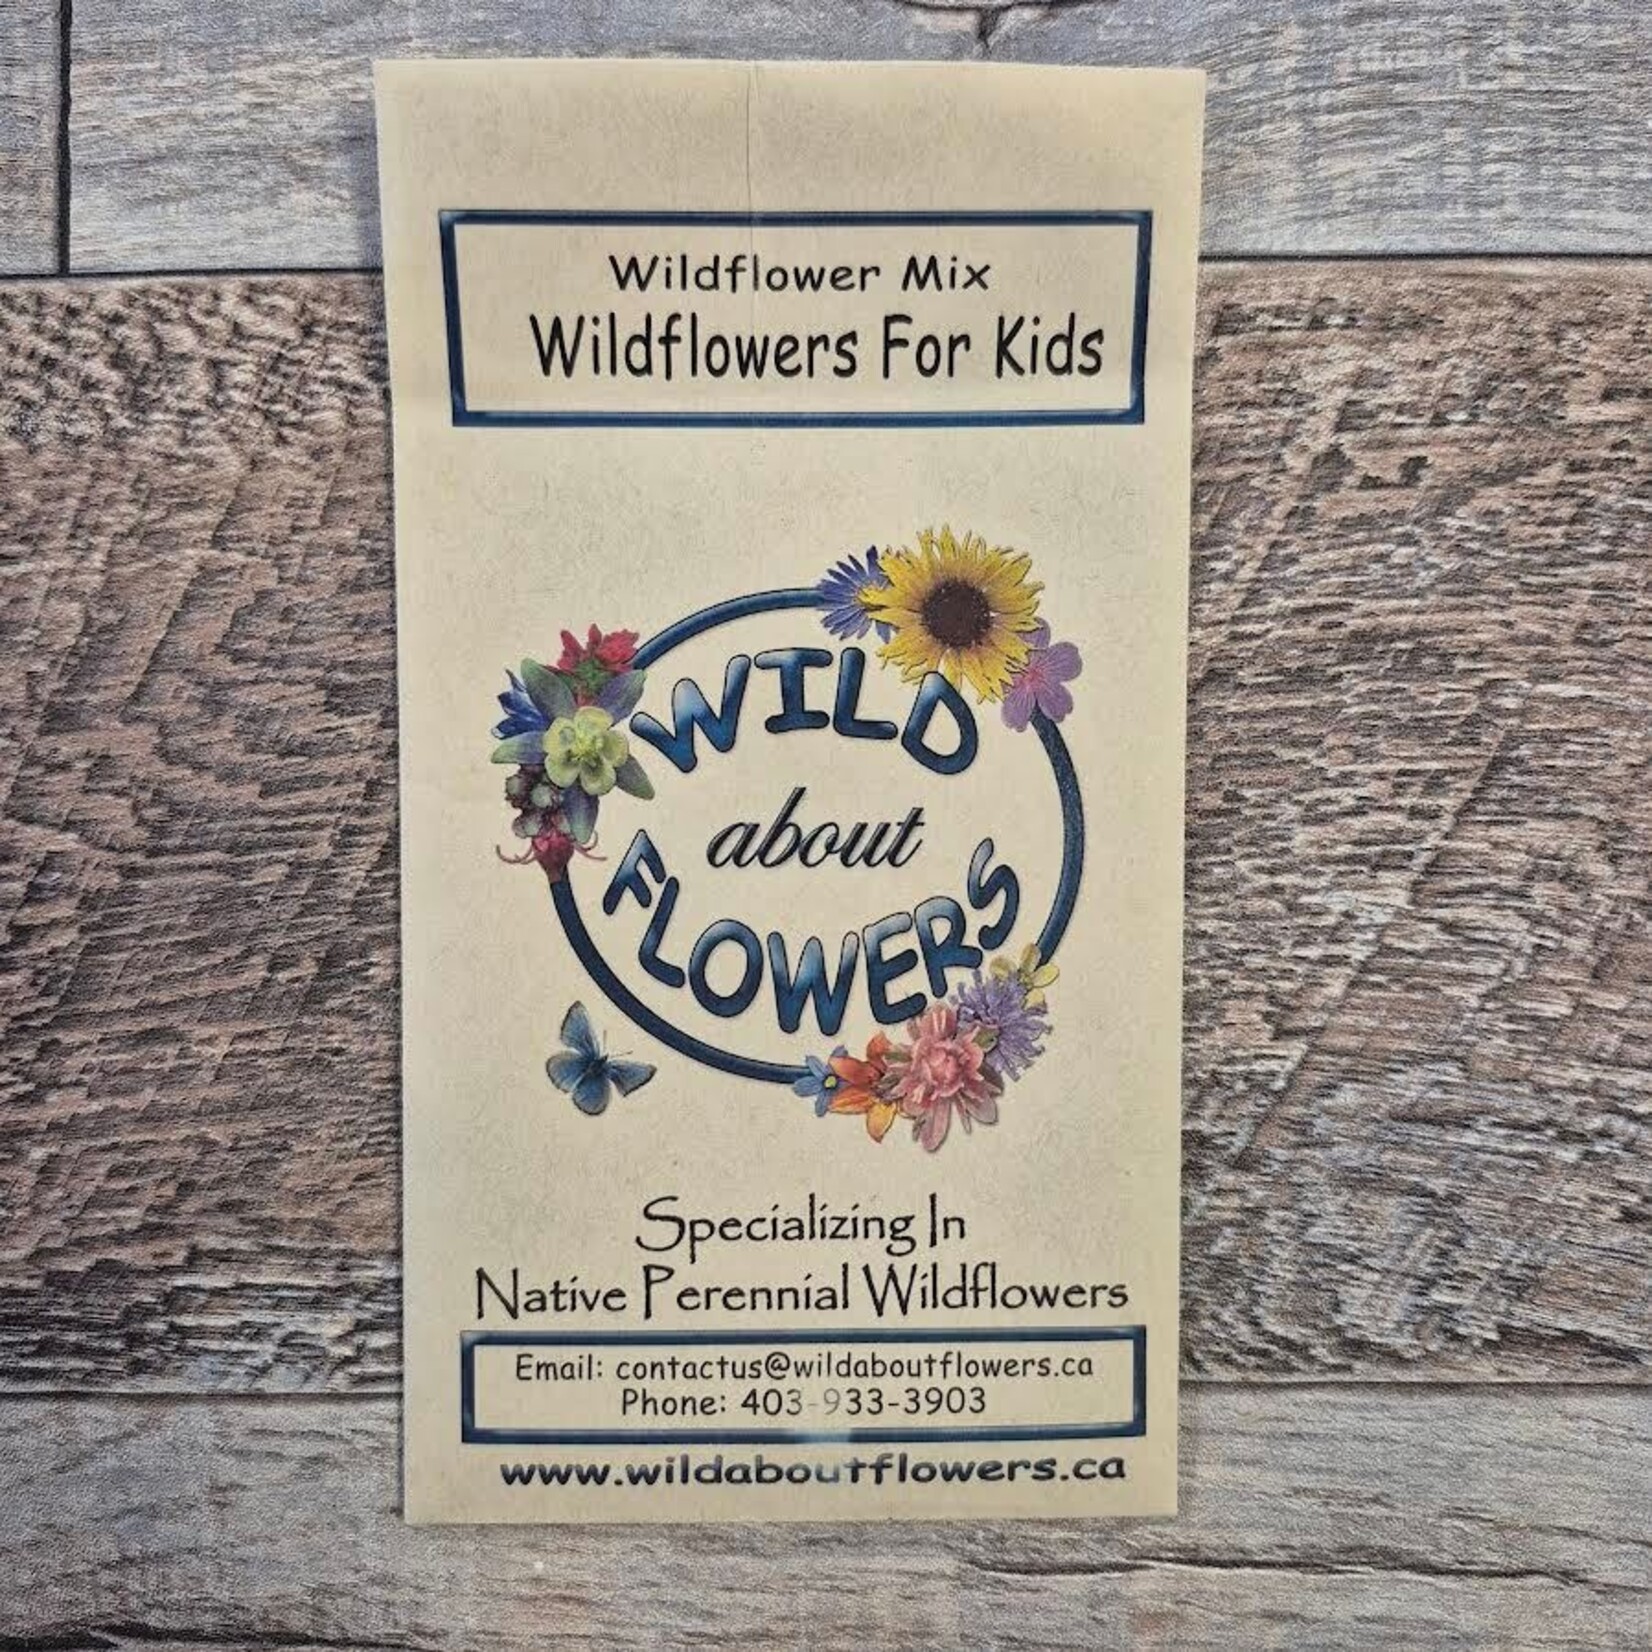 Wildflower Mix
Wildflowers For Kids
WILD
about
FLOWERS
Specializing In
Native Perennial Wildflowers
Email: contactus@wildaboutflowers.ca
Phone: 403-933-3903
www.wildaboutflowers.ca